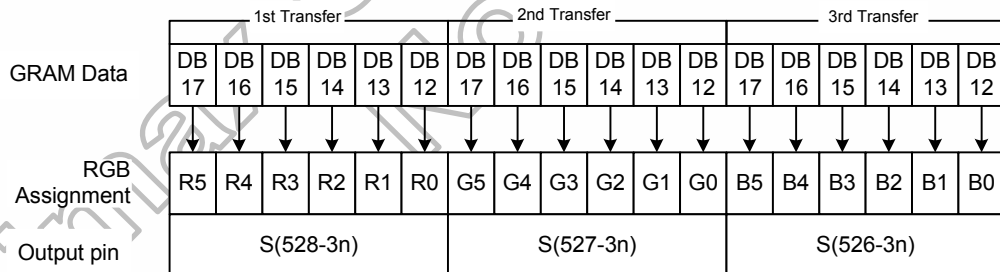 1st Transfer 2nd Transfer 3rd Transfer
GRAM Data DB 17 DB 16 DB 15 DB 14 DB 13 DB 12 DB 17 DB 16 DB 15 DB 14 DB 13 DB 12 DB 17 DB 16 DB 15 DB 14 DB 13 DB 12
RGB Assignment R5 R4 R3 R2 R1 R0 G5 G4 G3 G2 G1 G0 B5 B4 B3 B2 B1 B0
Output pin S(528-3n) S(527-3n) S(526-3n)